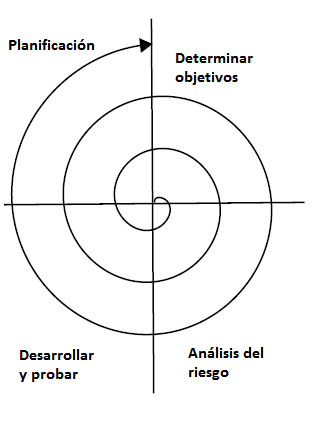 Planificación
Determinar
objetivos
Desarrollar
y probar
Análisis del
riesgo